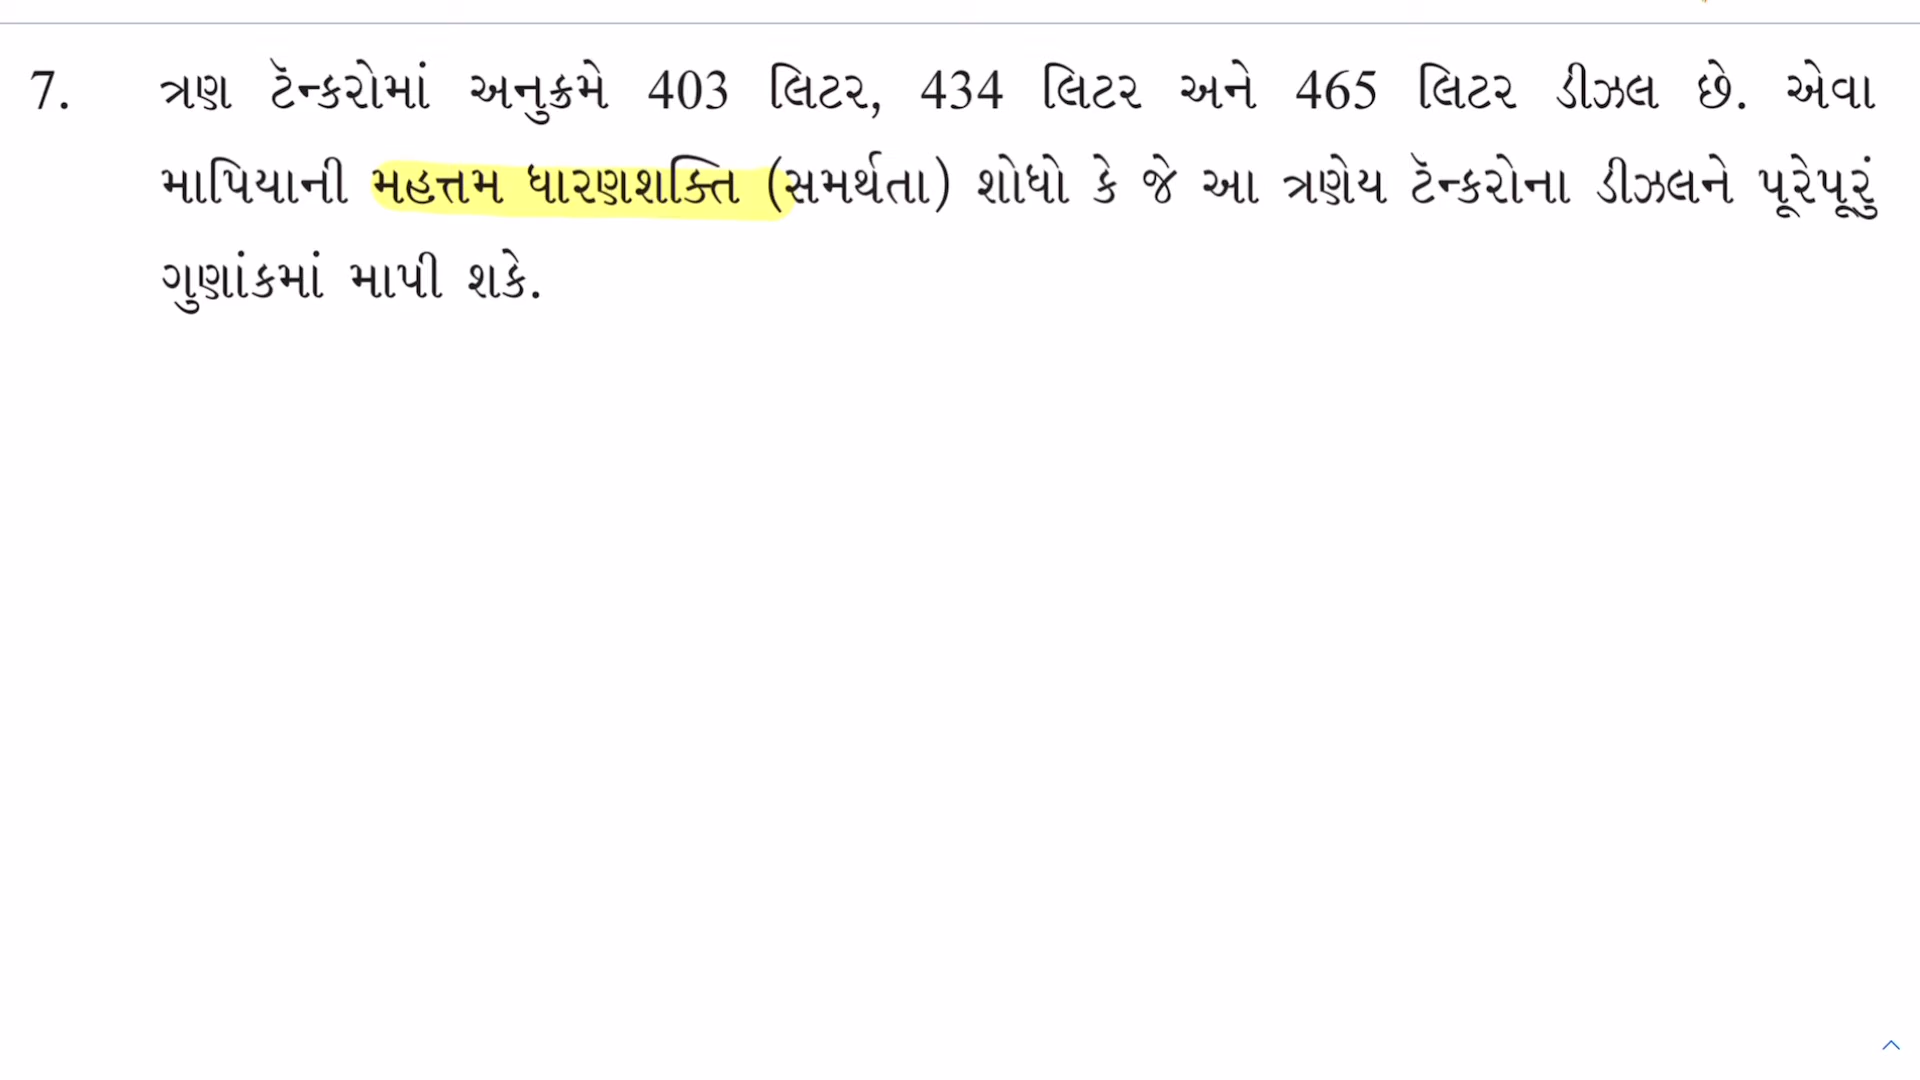 7. ત્રણ ટૅન્કરોમાં અનુક્રમે 403 લિટર, 434 લિટર અને 465 લિટર ડીઝલ છે. એવા
માપિયાની મહત્તમ ધારણશક્તિ (સમર્થતા) શોધો કે જે આ ત્રણેય ટૅન્કરોના ડીઝલને પૂરેપૂરું
ગુણાંકમાં માપી શકે.